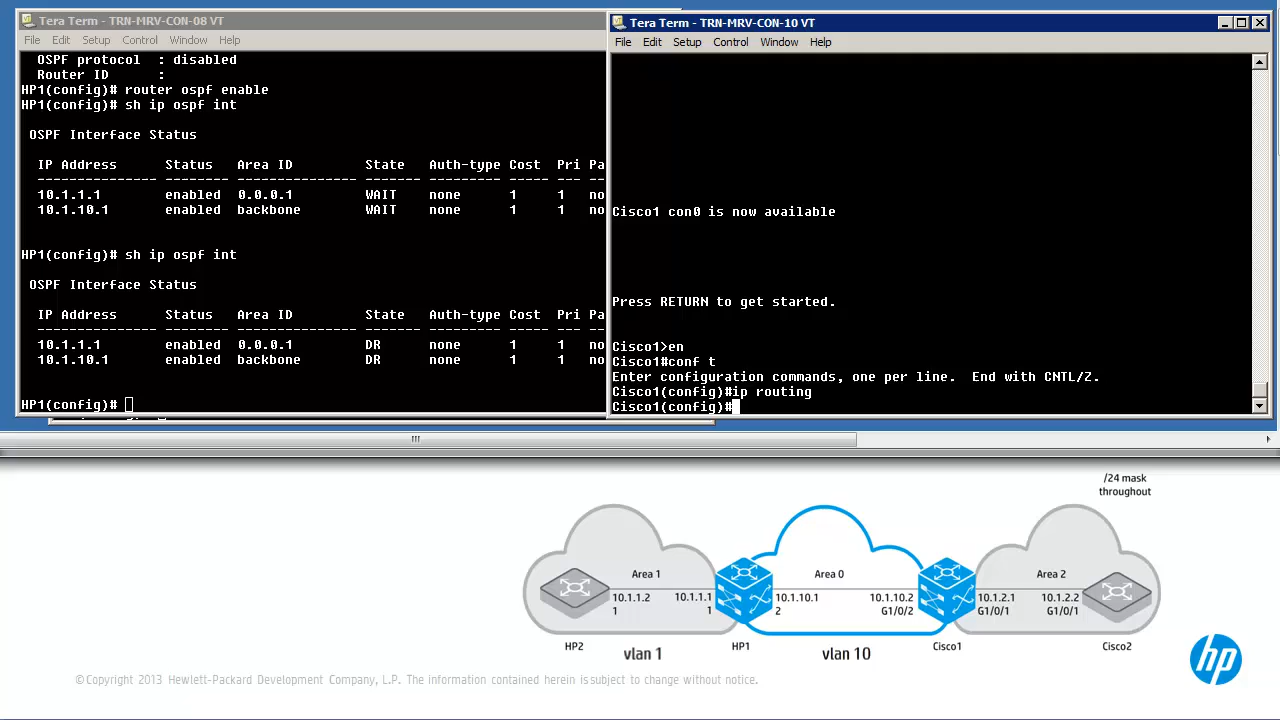 Tera Term - TRN-MRV-CON-08 VT
File Edit Setup Control Window Help
OSPF protocol : disabled
Router ID :
HP1(config)# router ospf enable
HP1(config)# sh ip ospf int
OSPF Interface Status
IP Address Status Area ID State Auth-type Cost Pri Pa
--------------- -------- --------------- ----- --------- ----- --- --
10.1.1.1 enabled 0.0.0.1 WAIT none 1 1 no
10.1.10.1 enabled backbone WAIT none 1 1 no
HP1(config)# sh ip ospf int
OSPF Interface Status
IP Address Status Area ID State Auth-type Cost Pri Pa
--------------- -------- --------------- ----- --------- ----- --- --
10.1.1.1 enabled 0.0.0.1 DR none 1 1 no
10.1.10.1 enabled backbone DR none 1 1 no
HP1(config)#
Tera Term - TRN-MRV-CON-10 VT
File Edit Setup Control Window Help
Cisco1 con0 is now available
Press RETURN to get started.
Cisco1>en
Cisco1#conf t
Enter configuration commands, one per line. End with CNTL/Z.
Cisco1(config)#ip routing
Cisco1(config)#
/24 mask
throughout
Area 1
Area 0
Area 2
10.1.1.2
1
10.1.1.1
1
10.1.10.1
2
10.1.10.2
G1/0/2
10.1.2.1
G1/0/1
10.1.2.2
G1/0/1
HP2
vlan 1
HP1
vlan 10
Cisco1
Cisco2
hp
©Copyright 2013 Hewlett-Packard Development Company, L.P. The information contained herein is subject to change without notice.